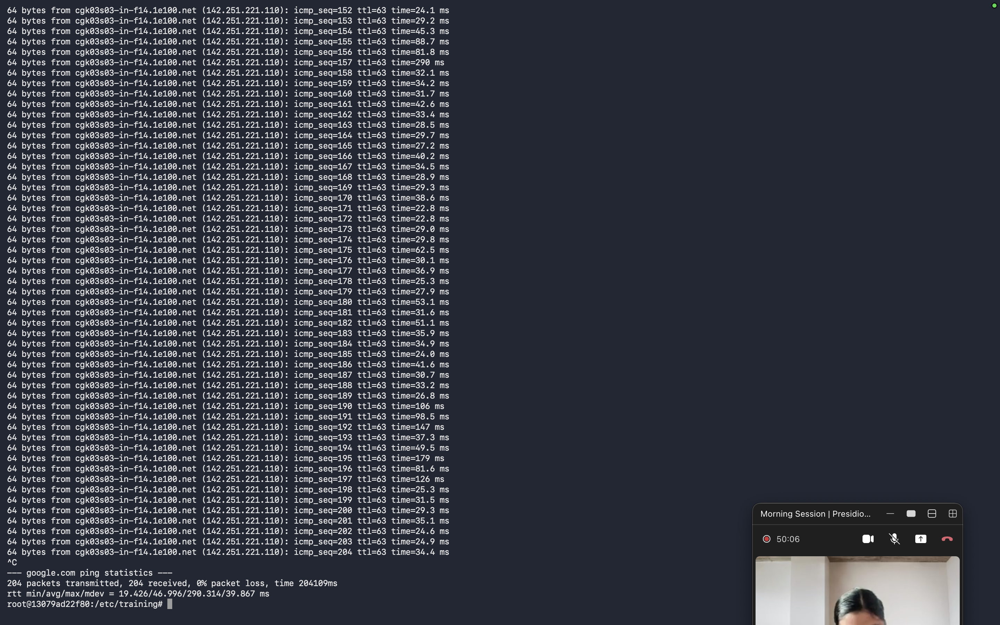 64 bytes from cgk03s03-in-f14.1e100.net (142.251.221.110): icmp_seq=152 ttl=63 time=24.1 ms
64 bytes from cgk03s03-in-f14.1e100.net (142.251.221.110): icmp_seq=153 ttl=63 time=29.2 ms
64 bytes from cgk03s03-in-f14.1e100.net (142.251.221.110): icmp_seq=154 ttl=63 time=45.3 ms
64 bytes from cgk03s03-in-f14.1e100.net (142.251.221.110): icmp_seq=155 ttl=63 time=88.7 ms
64 bytes from cgk03s03-in-f14.1e100.net (142.251.221.110): icmp_seq=156 ttl=63 time=81.8 ms
64 bytes from cgk03s03-in-f14.1e100.net (142.251.221.110): icmp_seq=157 ttl=63 time=290 ms
64 bytes from cgk03s03-in-f14.1e100.net (142.251.221.110): icmp_seq=158 ttl=63 time=32.1 ms
64 bytes from cgk03s03-in-f14.1e100.net (142.251.221.110): icmp_seq=159 ttl=63 time=34.2 ms
64 bytes from cgk03s03-in-f14.1e100.net (142.251.221.110): icmp_seq=160 ttl=63 time=31.7 ms
64 bytes from cgk03s03-in-f14.1e100.net (142.251.221.110): icmp_seq=161 ttl=63 time=42.6 ms
64 bytes from cgk03s03-in-f14.1e100.net (142.251.221.110): icmp_seq=162 ttl=63 time=33.4 ms
64 bytes from cgk03s03-in-f14.1e100.net (142.251.221.110): icmp_seq=163 ttl=63 time=28.5 ms
64 bytes from cgk03s03-in-f14.1e100.net (142.251.221.110): icmp_seq=164 ttl=63 time=29.7 ms
64 bytes from cgk03s03-in-f14.1e100.net (142.251.221.110): icmp_seq=165 ttl=63 time=27.2 ms
64 bytes from cgk03s03-in-f14.1e100.net (142.251.221.110): icmp_seq=166 ttl=63 time=40.2 ms
64 bytes from cgk03s03-in-f14.1e100.net (142.251.221.110): icmp_seq=167 ttl=63 time=34.5 ms
64 bytes from cgk03s03-in-f14.1e100.net (142.251.221.110): icmp_seq=168 ttl=63 time=28.9 ms
64 bytes from cgk03s03-in-f14.1e100.net (142.251.221.110): icmp_seq=169 ttl=63 time=29.3 ms
64 bytes from cgk03s03-in-f14.1e100.net (142.251.221.110): icmp_seq=170 ttl=63 time=38.6 ms
64 bytes from cgk03s03-in-f14.1e100.net (142.251.221.110): icmp_seq=171 ttl=63 time=22.8 ms
64 bytes from cgk03s03-in-f14.1e100.net (142.251.221.110): icmp_seq=172 ttl=63 time=22.8 ms
64 bytes from cgk03s03-in-f14.1e100.net (142.251.221.110): icmp_seq=173 ttl=63 time=29.0 ms
64 bytes from cgk03s03-in-f14.1e100.net (142.251.221.110): icmp_seq=174 ttl=63 time=29.8 ms
64 bytes from cgk03s03-in-f14.1e100.net (142.251.221.110): icmp_seq=175 ttl=63 time=62.5 ms
64 bytes from cgk03s03-in-f14.1e100.net (142.251.221.110): icmp_seq=176 ttl=63 time=30.1 ms
64 bytes from cgk03s03-in-f14.1e100.net (142.251.221.110): icmp_seq=177 ttl=63 time=36.9 ms
64 bytes from cgk03s03-in-f14.1e100.net (142.251.221.110): icmp_seq=178 ttl=63 time=25.3 ms
64 bytes from cgk03s03-in-f14.1e100.net (142.251.221.110): icmp_seq=179 ttl=63 time=27.9 ms
64 bytes from cgk03s03-in-f14.1e100.net (142.251.221.110): icmp_seq=180 ttl=63 time=53.1 ms
64 bytes from cgk03s03-in-f14.1e100.net (142.251.221.110): icmp_seq=181 ttl=63 time=31.6 ms
64 bytes from cgk03s03-in-f14.1e100.net (142.251.221.110): icmp_seq=182 ttl=63 time=51.1 ms
64 bytes from cgk03s03-in-f14.1e100.net (142.251.221.110): icmp_seq=183 ttl=63 time=35.9 ms
64 bytes from cgk03s03-in-f14.1e100.net (142.251.221.110): icmp_seq=184 ttl=63 time=34.9 ms
64 bytes from cgk03s03-in-f14.1e100.net (142.251.221.110): icmp_seq=185 ttl=63 time=24.0 ms
64 bytes from cgk03s03-in-f14.1e100.net (142.251.221.110): icmp_seq=186 ttl=63 time=41.6 ms
64 bytes from cgk03s03-in-f14.1e100.net (142.251.221.110): icmp_seq=187 ttl=63 time=30.7 ms
64 bytes from cgk03s03-in-f14.1e100.net (142.251.221.110): icmp_seq=188 ttl=63 time=33.2 ms
64 bytes from cgk03s03-in-f14.1e100.net (142.251.221.110): icmp_seq=189 ttl=63 time=26.8 ms
64 bytes from cgk03s03-in-f14.1e100.net (142.251.221.110): icmp_seq=190 ttl=63 time=106 ms
64 bytes from cgk03s03-in-f14.1e100.net (142.251.221.110): icmp_seq=191 ttl=63 time=98.5 ms
64 bytes from cgk03s03-in-f14.1e100.net (142.251.221.110): icmp_seq=192 ttl=63 time=147 ms
64 bytes from cgk03s03-in-f14.1e100.net (142.251.221.110): icmp_seq=193 ttl=63 time=37.3 ms
64 bytes from cgk03s03-in-f14.1e100.net (142.251.221.110): icmp_seq=194 ttl=63 time=49.5 ms
64 bytes from cgk03s03-in-f14.1e100.net (142.251.221.110): icmp_seq=195 ttl=63 time=179 ms
64 bytes from cgk03s03-in-f14.1e100.net (142.251.221.110): icmp_seq=196 ttl=63 time=81.6 ms
64 bytes from cgk03s03-in-f14.1e100.net (142.251.221.110): icmp_seq=197 ttl=63 time=126 ms
64 bytes from cgk03s03-in-f14.1e100.net (142.251.221.110): icmp_seq=198 ttl=63 time=25.3 ms
64 bytes from cgk03s03-in-f14.1e100.net (142.251.221.110): icmp_seq=199 ttl=63 time=31.5 ms
64 bytes from cgk03s03-in-f14.1e100.net (142.251.221.110): icmp_seq=200 ttl=63 time=29.3 ms
64 bytes from cgk03s03-in-f14.1e100.net (142.251.221.110): icmp_seq=201 ttl=63 time=35.1 ms
64 bytes from cgk03s03-in-f14.1e100.net (142.251.221.110): icmp_seq=202 ttl=63 time=24.6 ms
64 bytes from cgk03s03-in-f14.1e100.net (142.251.221.110): icmp_seq=203 ttl=63 time=24.9 ms
64 bytes from cgk03s03-in-f14.1e100.net (142.251.221.110): icmp_seq=204 ttl=63 time=34.4 ms
^C
--- google.com ping statistics ---
204 packets transmitted, 204 received, 0% packet loss, time 204109ms
rtt min/avg/max/mdev = 19.426/46.996/290.314/39.867 ms
root@13079ad22f80:/etc/training#
Morning Session | Presidio...
50:06